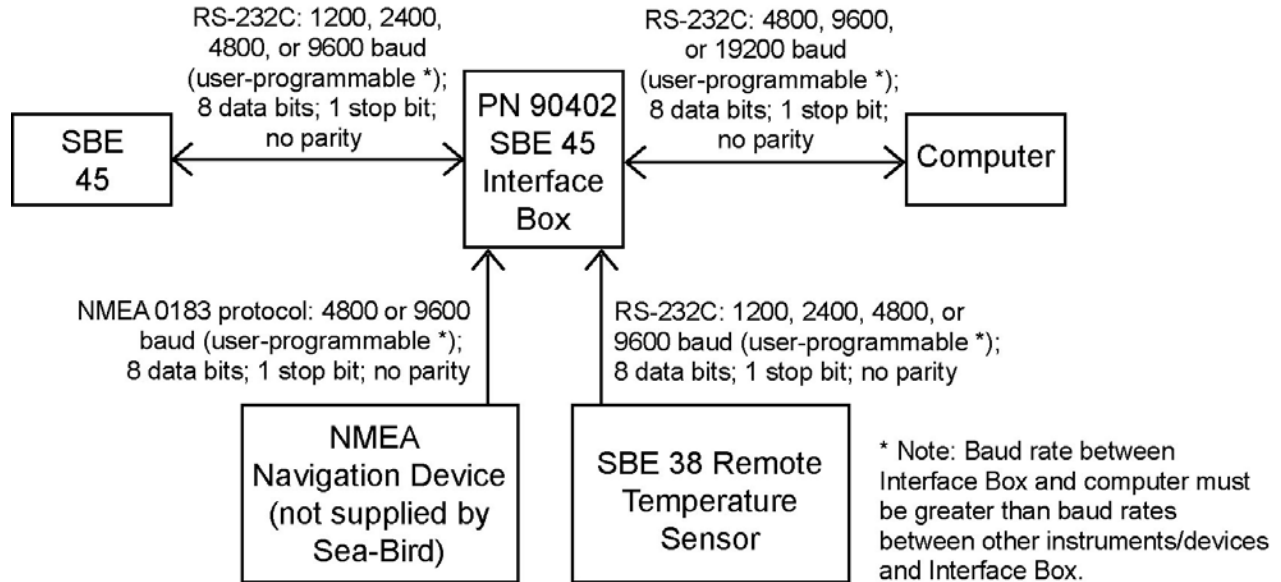 RS-232C: 1200, 2400,
4800, or 9600 baud
(user-programmable *);
8 data bits; 1 stop bit;
no parity
RS-232C: 4800, 9600,
or 19200 baud
(user-programmable *);
8 data bits; 1 stop bit;
no parity
SBE
45
PN 90402
SBE 45
Interface
Box
Computer
NMEA 0183 protocol: 4800 or 9600
baud (user-programmable *);
8 data bits; 1 stop bit; no parity
RS-232C: 1200, 2400, 4800, or
9600 baud (user-programmable *);
8 data bits; 1 stop bit; no parity
NMEA
Navigation Device
(not supplied by
Sea-Bird)
SBE 38 Remote
Temperature
Sensor
* Note: Baud rate between
Interface Box and computer must
be greater than baud rates
between other instruments/devices
and Interface Box.